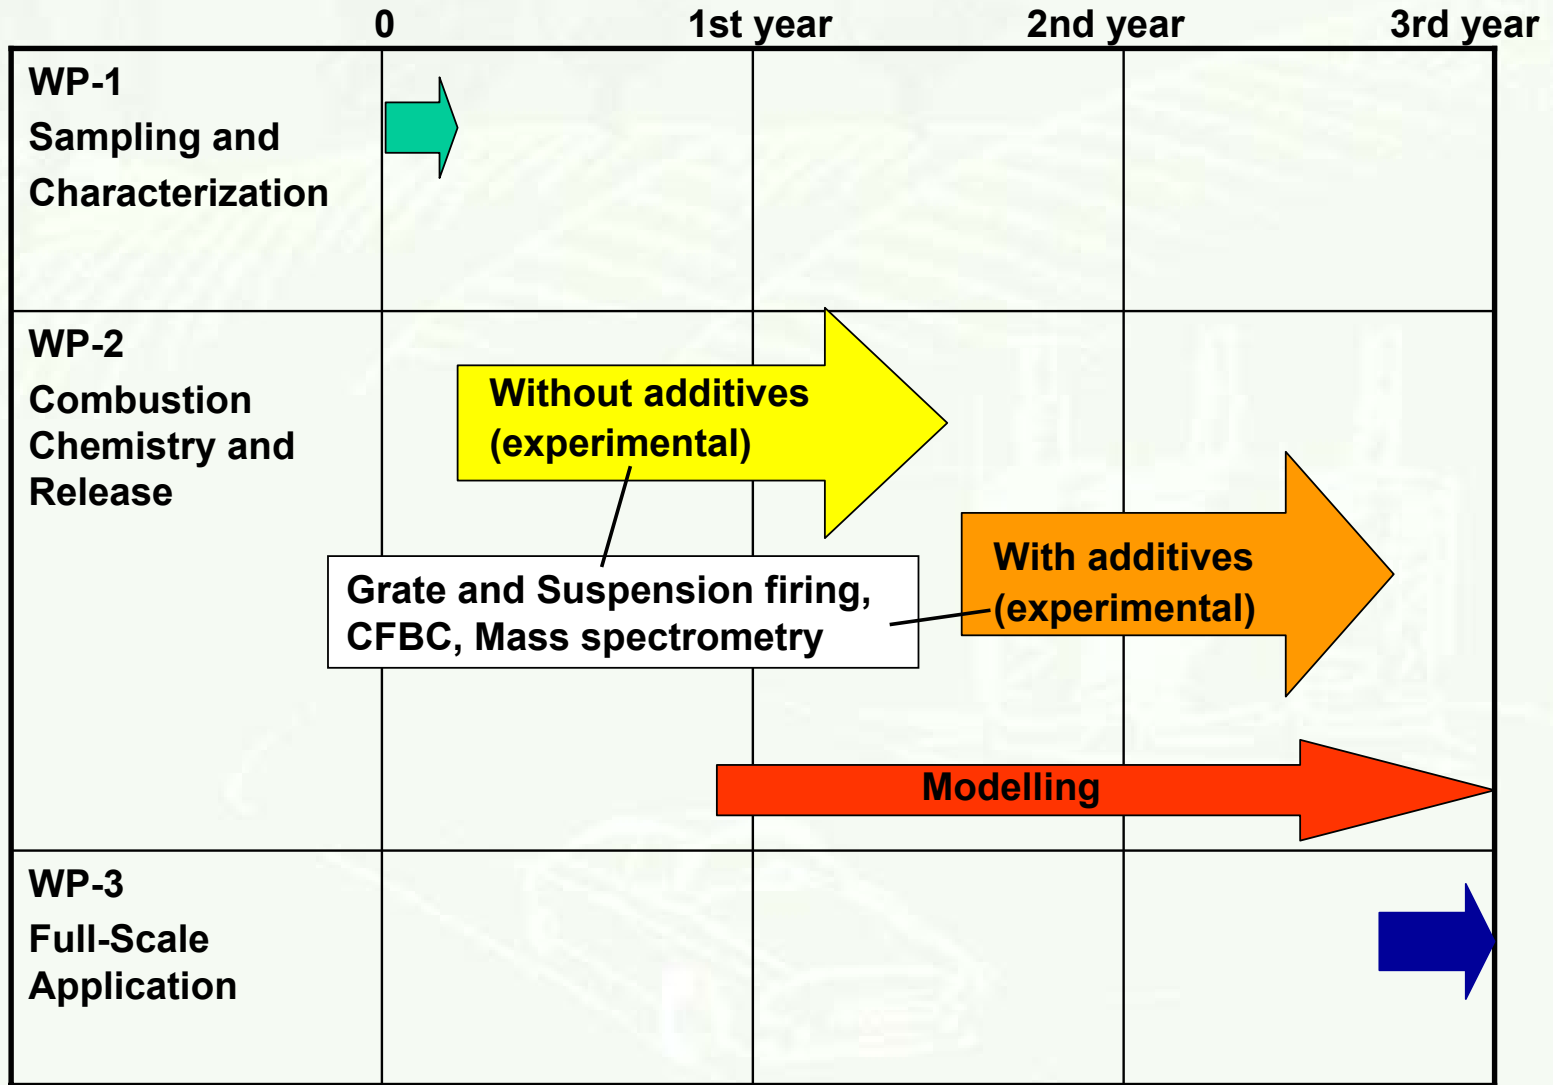 0 1st year 2nd year 3rd year
WP-1
Sampling and
Characterization
WP-2
Combustion
Chemistry and
Release
Without additives
(experimental)
Grate and Suspension firing,
CFBC, Mass spectrometry
With additives
(experimental)
Modelling
WP-3
Full-Scale
Application